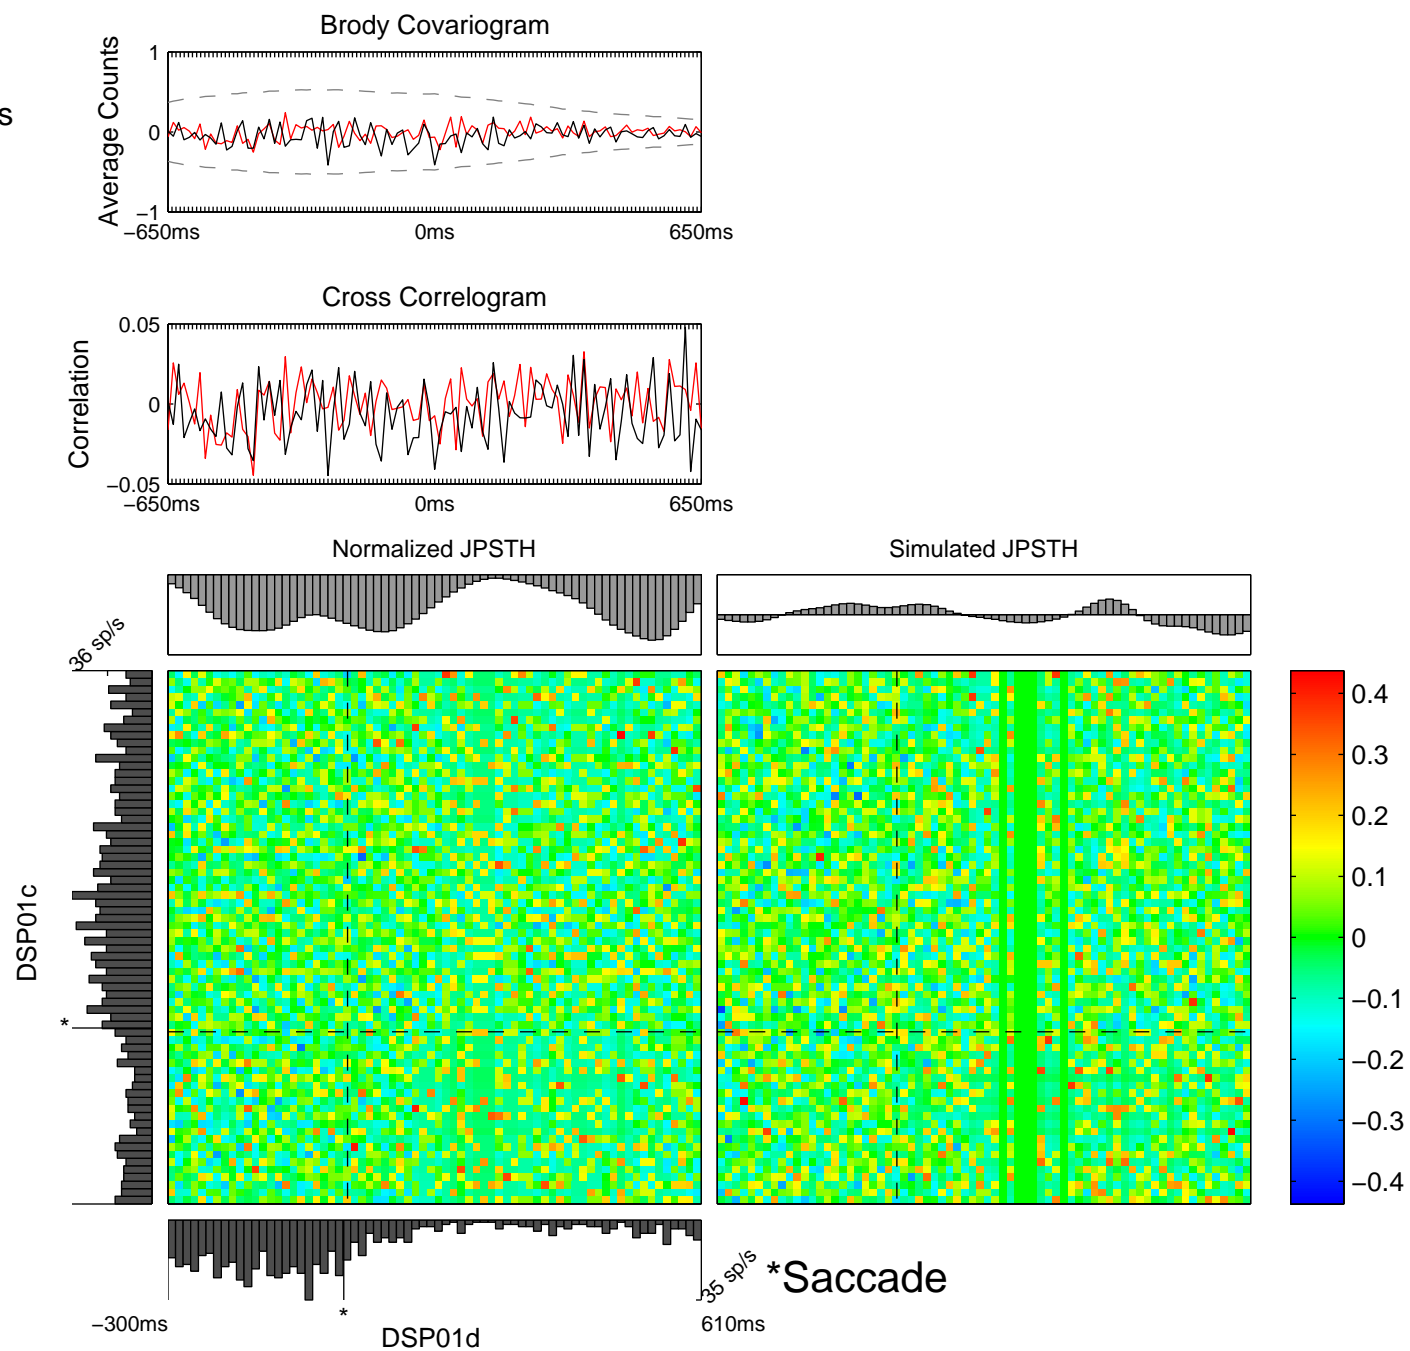 Brody Covariogram
s
Average Counts
1
0
−1
−650ms 0ms 650ms
Cross Correlogram
Correlation
0.05
0
−0.05
−650ms 0ms 650ms
Normalized JPSTH Simulated JPSTH
36 sp/s
DSP01c
*
0.4
0.3
0.2
0.1
0
−0.1
−0.2
−0.3
−0.4
35 sp/s
*Saccade
*
−300ms 610ms
DSP01d